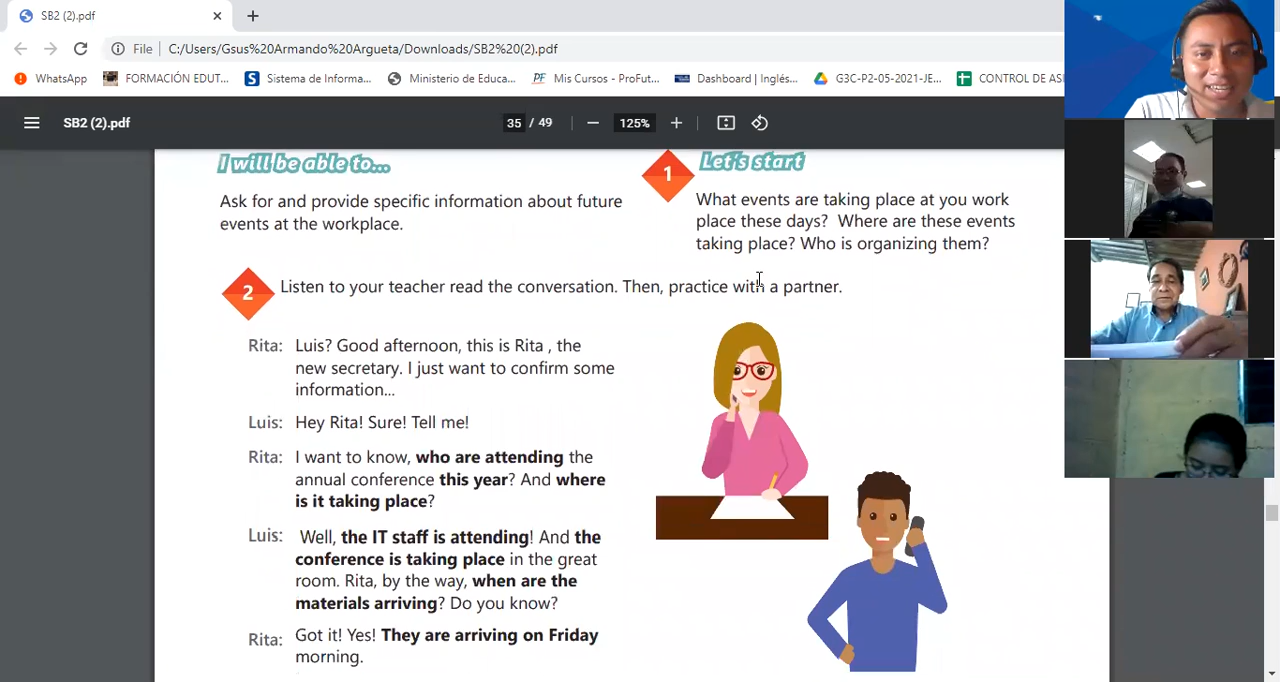 SB2 (2).pdf
File C:/Users/Gsus%20Armando%20Argueta/Downloads/SB2%20(2).pdf
WhatsApp FORMACIÓN EDUT... Sistema de Informa... Ministerio de Educa... PF Mis Cursos - ProFut... Dashboard | Inglés,... G3C-P2-05-2021-JE... CONTROL DE ASI
SB2 (2).pdf 35 / 49 125%
I will be able to...
Ask for and provide specific information about future
events at the workplace.
1 Let's start
What events are taking place at you work
place these days? Where are these events
taking place? Who is organizing them?
2 Listen to your teacher read the conversation. Then, practice with a partner.
Rita: Luis? Good afternoon, this is Rita , the
new secretary. I just want to confirm some
information...
Luis: Hey Rita! Sure! Tell me!
Rita: I want to know, who are attending the
annual conference this year? And where
is it taking place?
Luis: Well, the IT staff is attending! And the
conference is taking place in the great
room. Rita, by the way, when are the
materials arriving? Do you know?
Rita: Got it! Yes! They are arriving on Friday
morning.